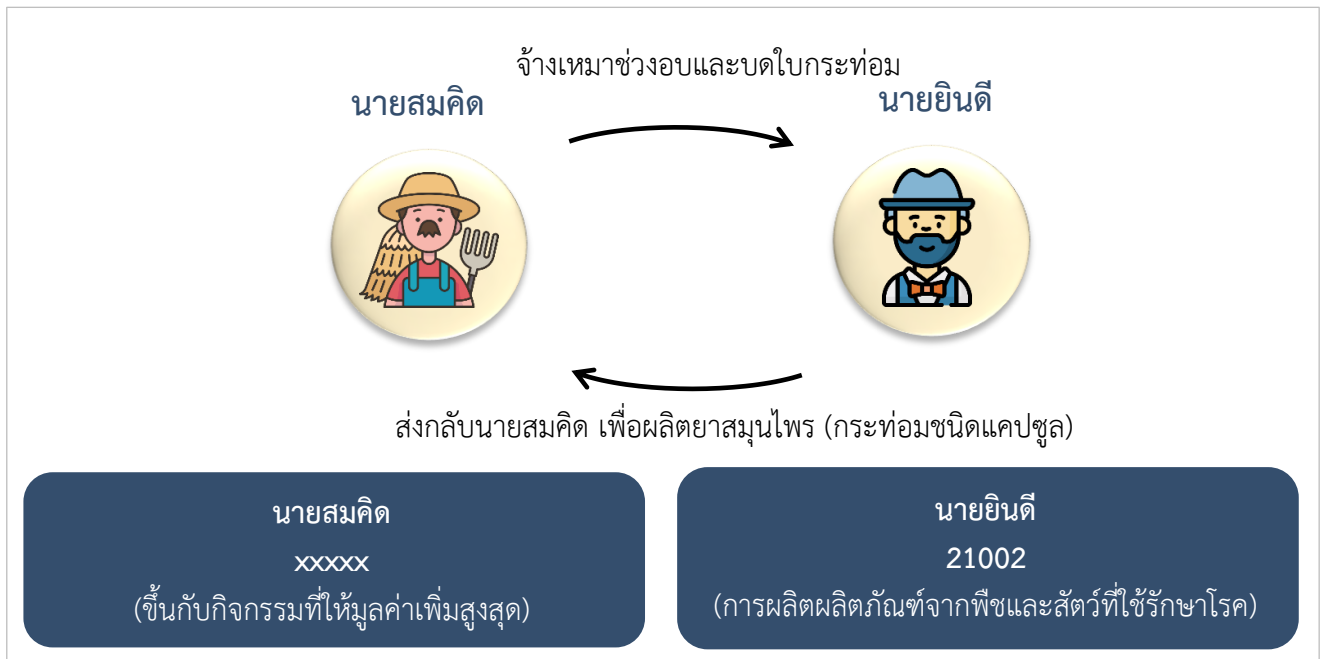 จ้างเหมาช่วงอบและบดใบกระท่อม
นายสมคิด
นายยินดี
ส่งกลับนายสมคิด เพื่อผลิตยาสมุนไพร (กระท่อมชนิดแคปซูล)
นายสมคิด
xxxxx
(ขึ้นกับกิจกรรมที่ให้มูลค่าเพิ่มสูงสุด)
นายยินดี
21002
(การผลิตผลิตภัณฑ์จากพืชและสัตว์ที่ใช้รักษาโรค)